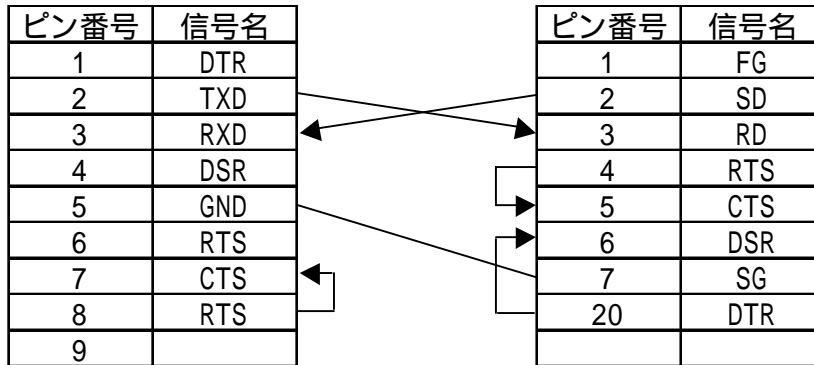 ピン番号 信号名 ピン番号 信号名
1 DTR 1 FG
2 TXD 2 SD
3 RXD 3 RD
4 DSR 4 RTS
5 GND 5 CTS
6 RTS 6 DSR
7 CTS 7 SG
8 RTS 20 DTR
9